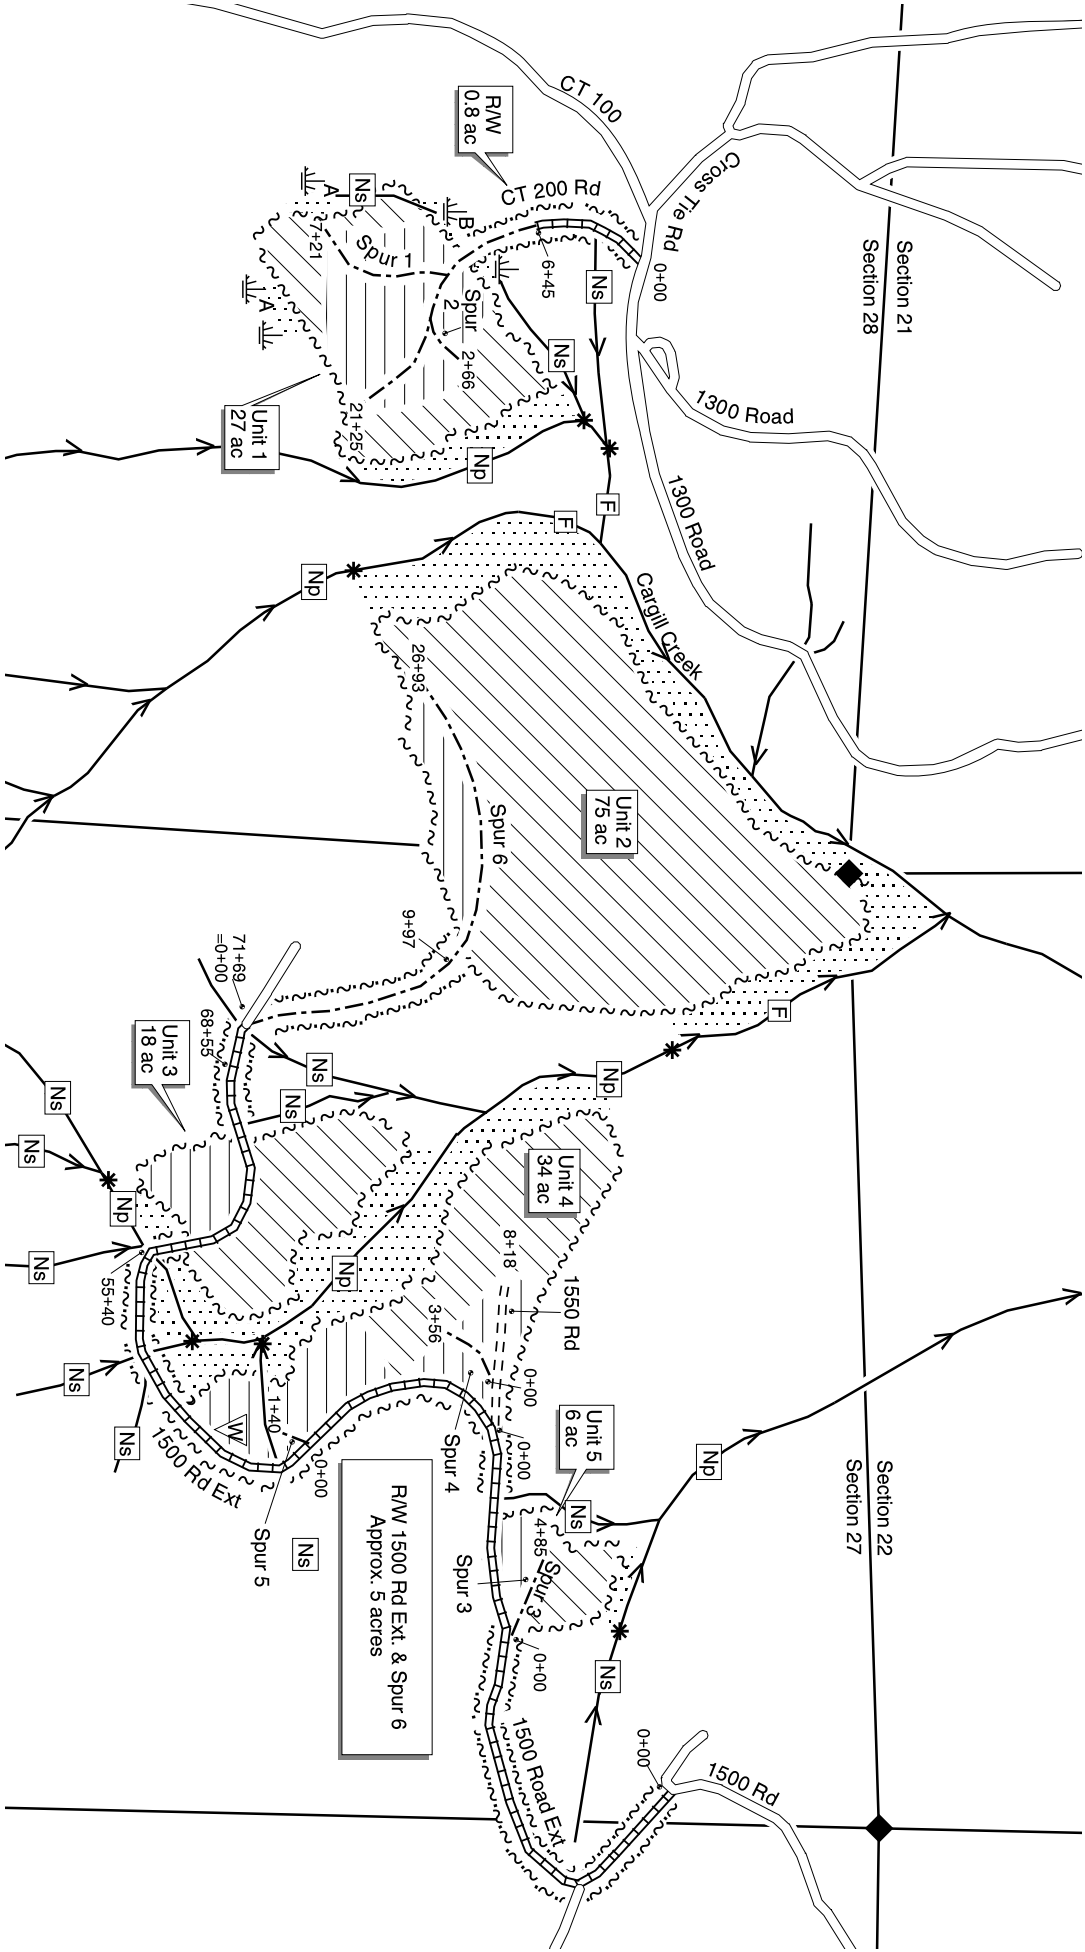 Section 21
Section 28
Cross Tie Rd
CT 100
R/W
0.8 ac
CT 200 Rd
0+00
6+45
Ns
A
Ns
B
7+21
Spur 1
Spur
2
2+66
21+25
A
Ns
Unit 1
27 ac
Np
F
F
1300 Road
1300 Road
Cargill Creek
Np
26+93
Unit 2
75 ac
Spur 6
9+97
71+69
=0+00
68+55
F
Np
Ns
Ns
Unit 3
18 ac
Ns
Ns
Np
Ns
55+40
Unit 4
34 ac
8+18
1550 Rd
3+56
0+00
Np
Spur 4
0+00
1+40
W
0+00
Ns
Ns
1500 Rd Ext
Spur 5
Ns
Unit 5
6 ac
Ns
4+85
Spur 3
Spur 3
0+00
Np
Section 22
Section 27
R/W 1500 Rd Ext. & Spur 6
Approx. 5 acres
Ns
1500 Road Ext
0+00
1500 Rd